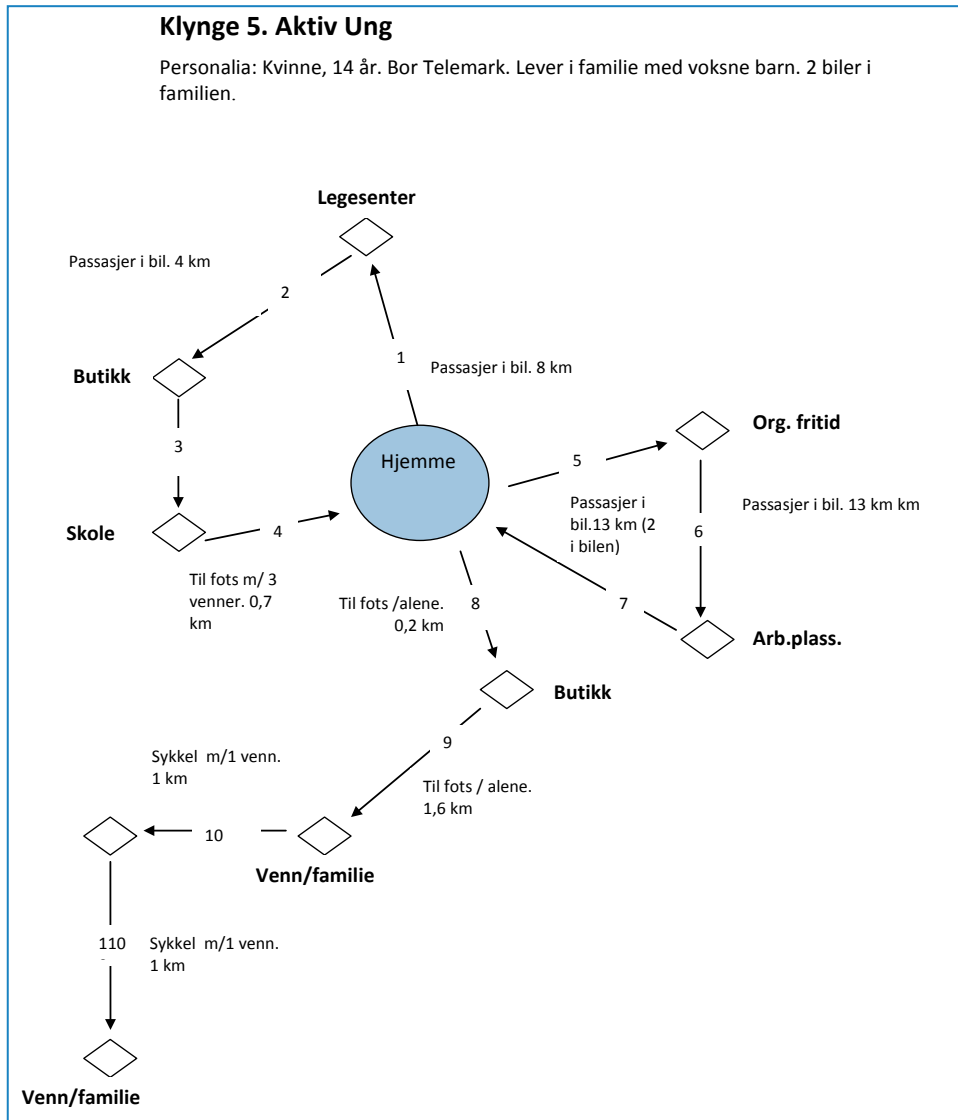 Klynge 5. Aktiv Ung
Personalia: Kvinne, 14 år. Bor Telemark. Lever i familie med voksne barn. 2 biler i
familien.
Legesenter
Passasjer i bil. 4 km
2
1
Passasjer i bil. 8 km
Butikk
3
Hjemme
Org. fritid
5
Passasjer i
bil.13 km (2
i bilen)
Passasjer i bil. 13 km km
6
Skole
4
Til fots m/ 3
venner. 0,7
km
Til fots /alene.
0,2 km
8
7
Arb.plass.
Butikk
9
Sykkel m/1 venn.
1 km
Til fots / alene.
1,6 km
10
Venn/familie
110
Sykkel m/1 venn.
1 km
Venn/familie